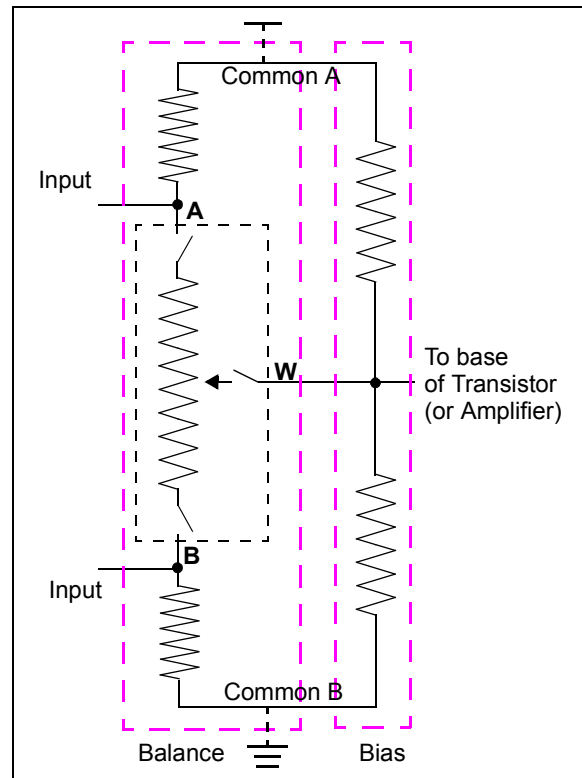 Common A
Input
A
W
To base
of Transistor
(or Amplifier)
B
Input
Common B
Balance
Bias